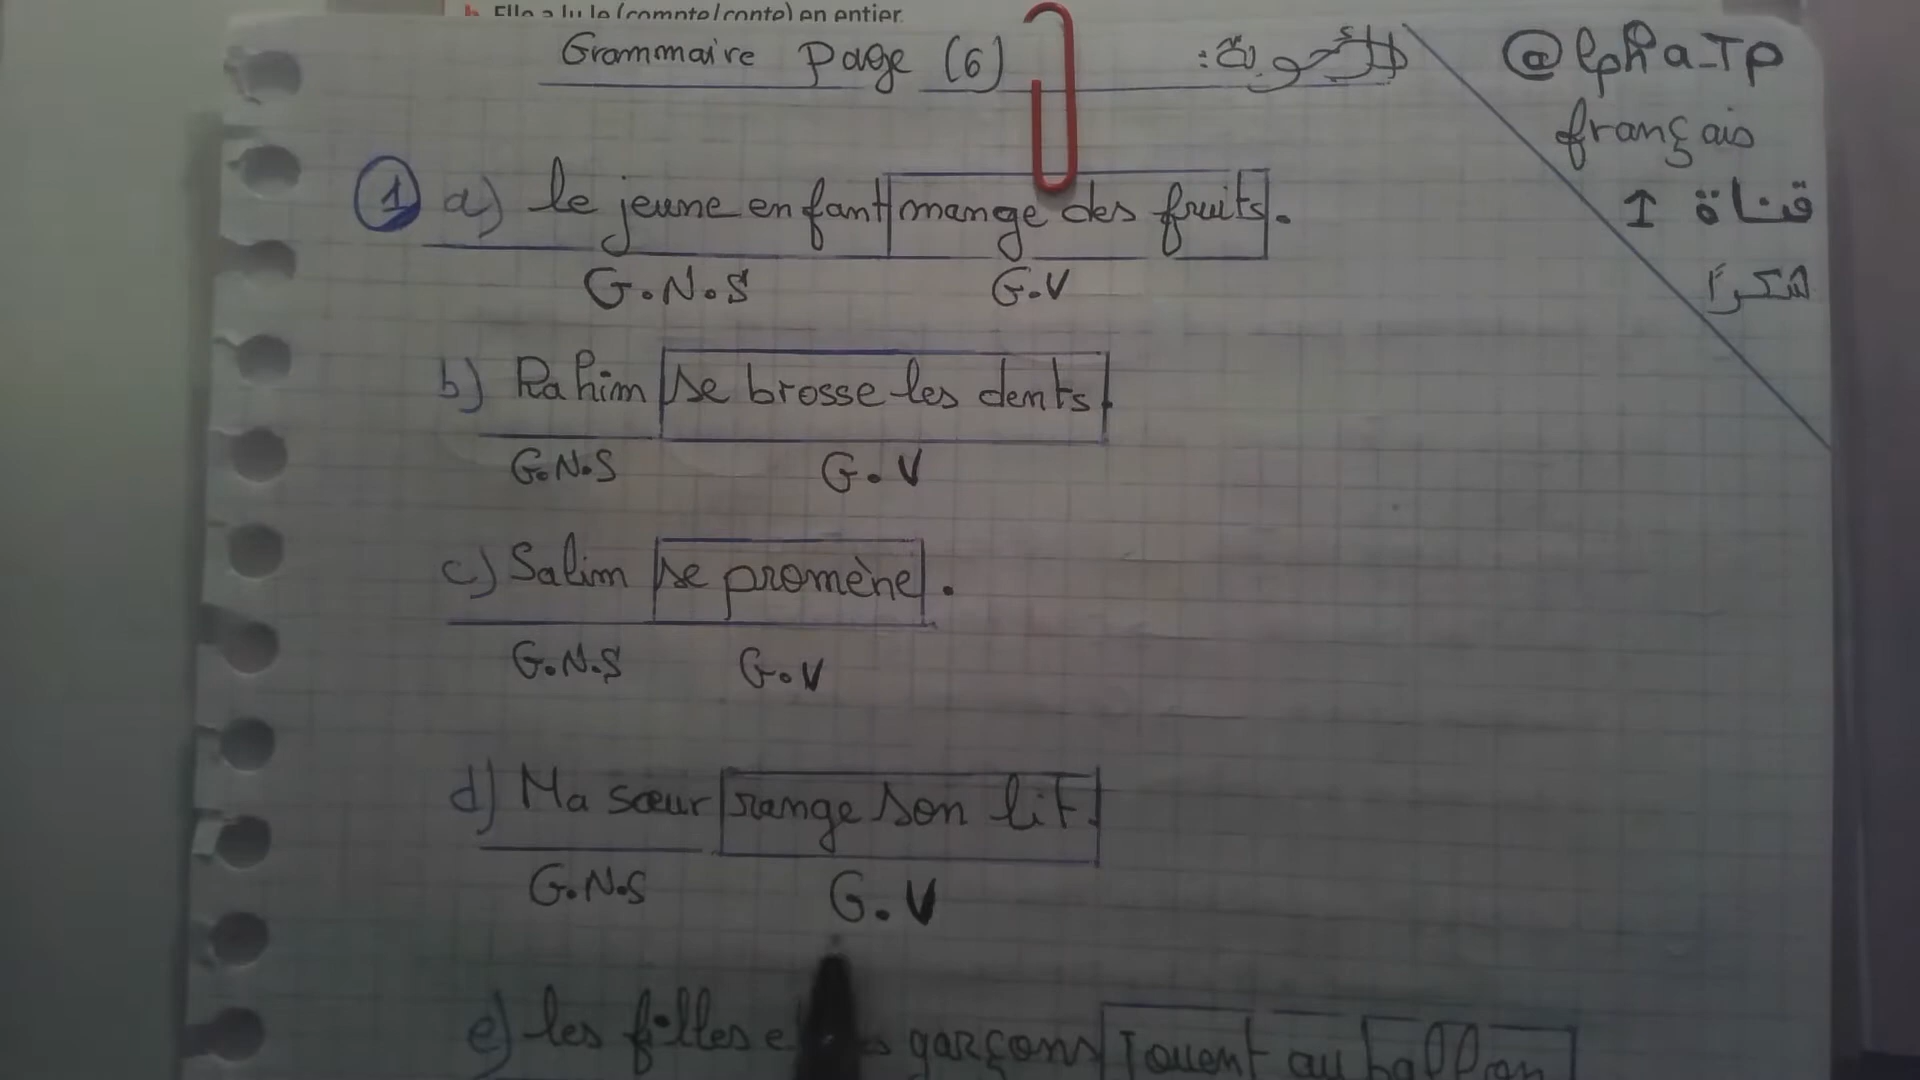 b. Elle a lu le (compte/conte) en entier.
Grammaire page (6)
الأجوبة:
@lpha_Tp
français
قناة ↑
شكرًا
1 a) le jeune enfant mange des fruits.
G.N.S G.V
b) Rahim se brosse les dents.
G.N.S G.V
c) Salim se promène.
G.N.S G.V
d) Ma sœur range son lit.
G.N.S G.V
e) les filles garçons Jouent au ballon